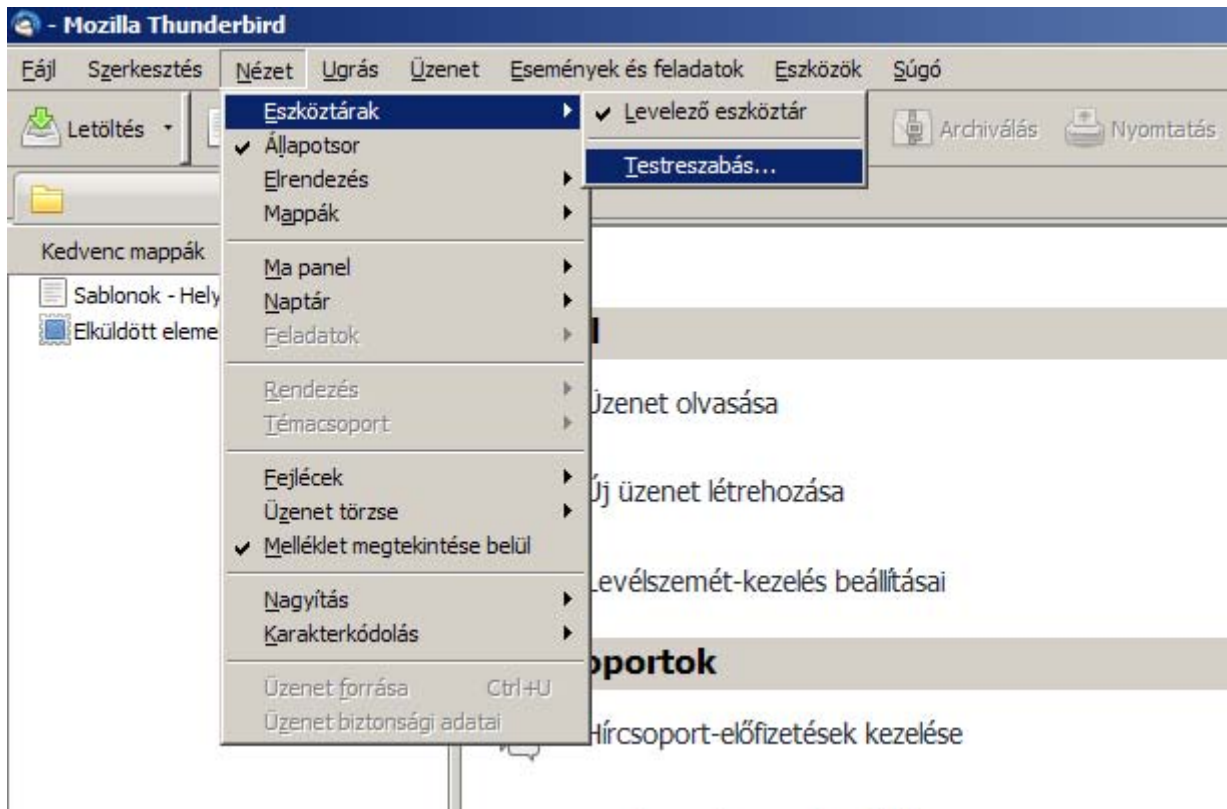 - Mozilla Thunderbird
Fájl Szerkesztés Nézet Ugrás Üzenet Események és feladatok Eszközök Súgó
Letöltés Archiválás Nyomtatás
Eszköztárak
Állapotsor
Elrendezés
Mappák
Ma panel
Naptár
Feladatok
Rendezés
Témacsoport
Fejlécek
Üzenet törzse
Melléklet megtekintése belül
Nagyítás
Karakterkódolás
Üzenet forrása Ctrl+U
Üzenet biztonsági adatai
Levelező eszköztár
Testreszabás...
Kedvenc mappák
Sablonok - Hely
Elküldött eleme
Üzenet olvasása
Új üzenet létrehozása
Levélszemét-kezelés beállításai
oportok
Hírcsoport-előfizetések kezelése